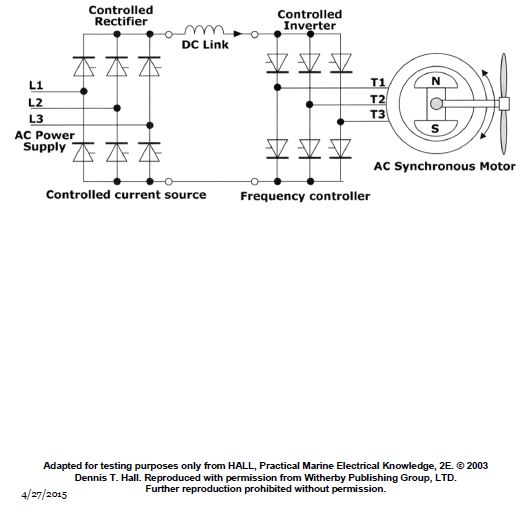 Controlled
Rectifier
DC Link
Controlled
Inverter
L1
L2
L3
AC Power
Supply
T1
T2
T3
N
S
AC Synchronous Motor
Controlled current source
Frequency controller
Adapted for testing purposes only from HALL, Practical Marine Electrical Knowledge, 2E. © 2003
Dennis T. Hall. Reproduced with permission from Witherby Publishing Group, LTD.
Further reproduction prohibited without permission.
4/27/2015